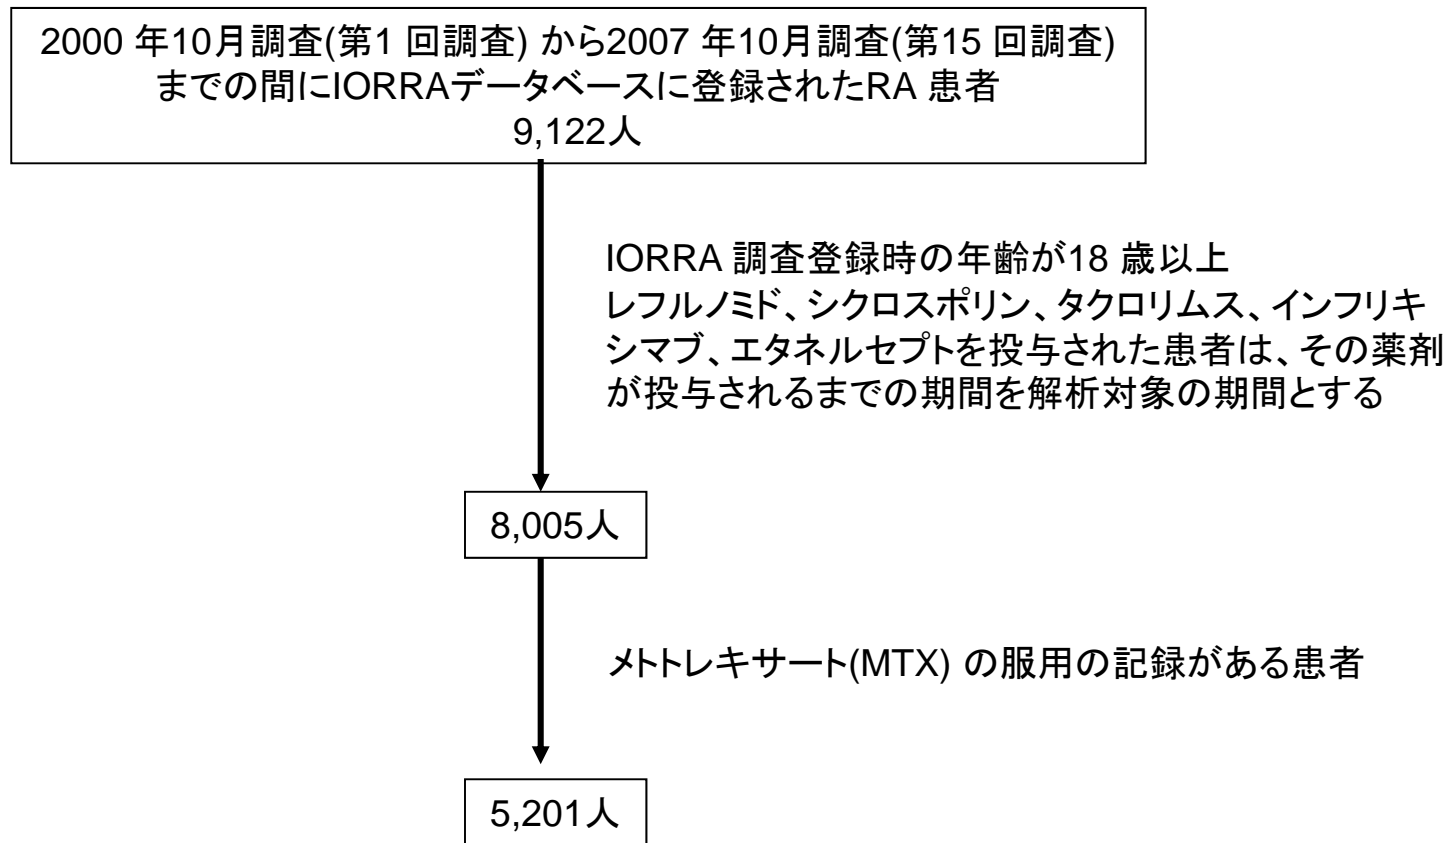 2000 年10月調査(第1 回調査) から2007 年10月調査(第15 回調査)
までの間にIORRAデータベースに登録されたRA 患者
9,122人
IORRA 調査登録時の年齢が18 歳以上
レフルノミド、シクロスポリン、タクロリムス、インフリキ
シマブ、エタネルセプトを投与された患者は、その薬剤
が投与されるまでの期間を解析対象の期間とする
8,005人
メトトレキサート(MTX) の服用の記録がある患者
5,201人